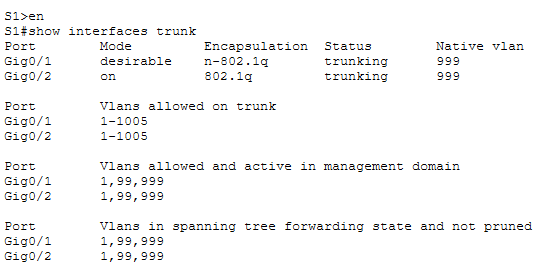 S1>en
S1#show interfaces trunk
Port        Mode         Encapsulation  Status        Native vlan
Gig0/1      desirable    n-802.1q       trunking      999
Gig0/2      on           802.1q         trunking      999

Port        Vlans allowed on trunk
Gig0/1      1-1005
Gig0/2      1-1005

Port        Vlans allowed and active in management domain
Gig0/1      1,99,999
Gig0/2      1,99,999

Port        Vlans in spanning tree forwarding state and not pruned
Gig0/1      1,99,999
Gig0/2      1,99,999